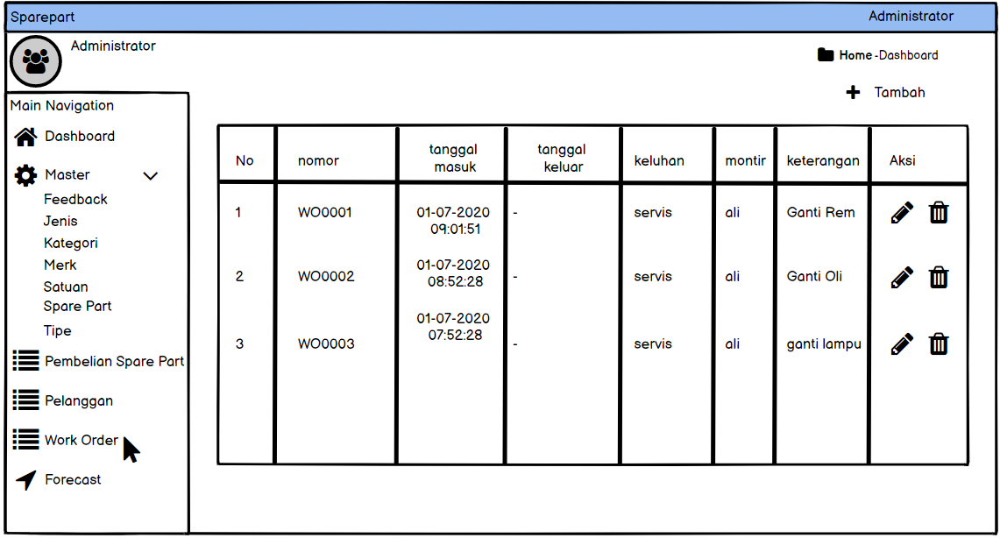 Sparepart Administrator
Administrator
Home -Dashboard
Tambah
Main Navigation
Dashboard
Master
Feedback
Jenis
Kategori
Merk
Satuan
Spare Part
Tipe
Pembelian Spare Part
Pelanggan
Work Order
Forecast
No nomor tanggal masuk tanggal keluar keluhan montir keterangan Aksi
1 WO0001 01-07-2020 09:01:51 - servis ali Ganti Rem
2 WO0002 01-07-2020 08:52:28 - servis ali Ganti Oli
3 WO0003 01-07-2020 07:52:28 - servis ali ganti lampu